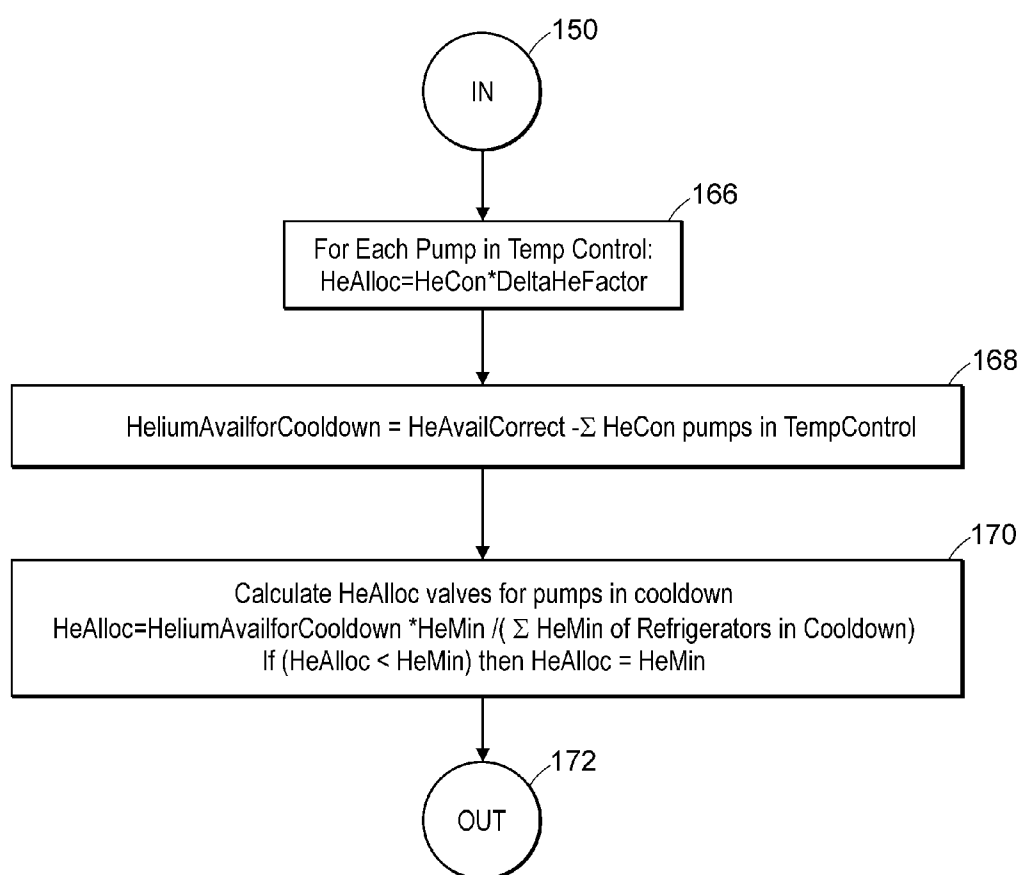 150
IN
166
For Each Pump in Temp Control:
HeAlloc=HeCon*DeltaHeFactor
168
HeliumAvailforCooldown = HeAvailCorrect -Σ HeCon pumps in TempControl
170
Calculate HeAlloc valves for pumps in cooldown
HeAlloc=HeliumAvailforCooldown *HeMin /( Σ HeMin of Refrigerators in Cooldown)
If (HeAlloc < HeMin) then HeAlloc = HeMin
172
OUT